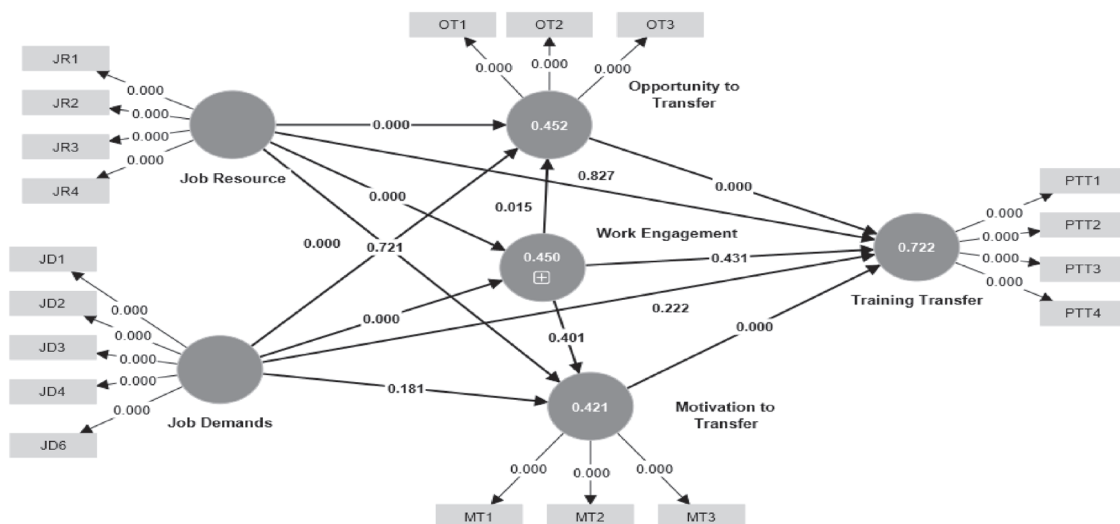 OT1
OT2
OT3
JR1
JR2
JR3
JR4
0.000
0.000
0.000
0.000
0.000
0.000
0.000
Opportunity to
Transfer
0.452
0.000
Job Resource
0.827
0.000
0.000
0.015
Work Engagement
0.000
0.721
0.450
0.431
0.722
Training Transfer
PTT1
PTT2
PTT3
PTT4
0.000
0.000
0.000
0.000
JD1
JD2
JD3
JD4
JD6
0.000
0.000
0.000
0.000
0.000
Job Demands
0.000
0.222
0.401
0.000
0.181
0.421
Motivation to
Transfer
0.000
0.000
0.000
MT1
MT2
MT3